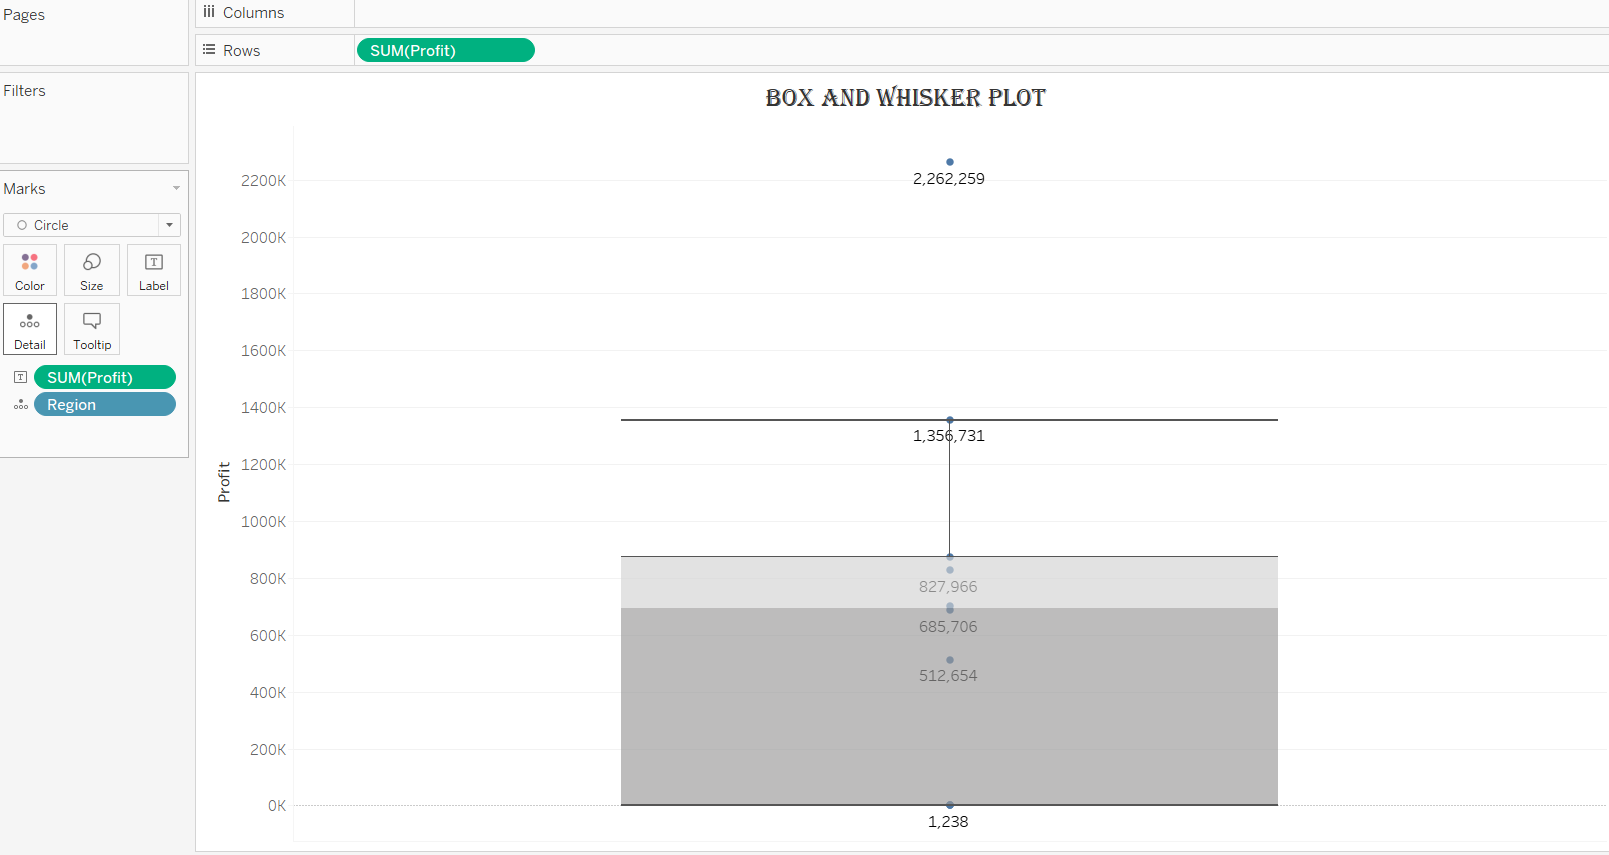 Pages
Columns
Rows
SUM(Profit)
Filters
Marks
Circle
Color
Size
Label
Detail
Tooltip
SUM(Profit)
Region
BOX AND WHISKER PLOT
Profit
2200K
2000K
1800K
1600K
1400K
1200K
1000K
800K
600K
400K
200K
0K
2,262,259
1,356,731
827,966
685,706
512,654
1,238